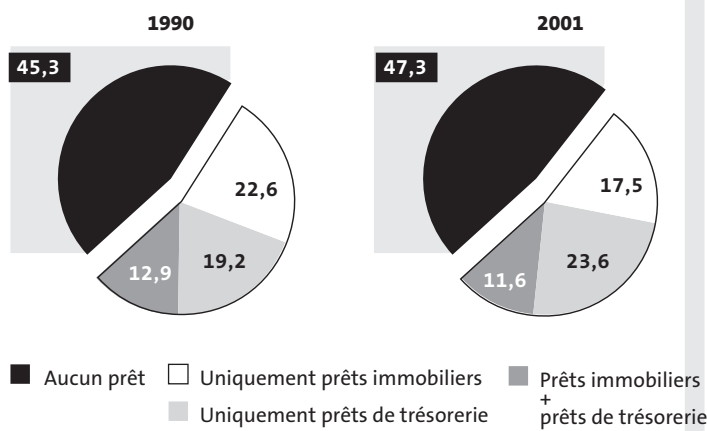 1990
2001
45,3
47,3
22,6
17,5
19,2
23,6
12,9
11,6
Aucun prêt
Uniquement prêts immobiliers
Uniquement prêts de trésorerie
Prêts immobiliers
+
prêts de trésorerie